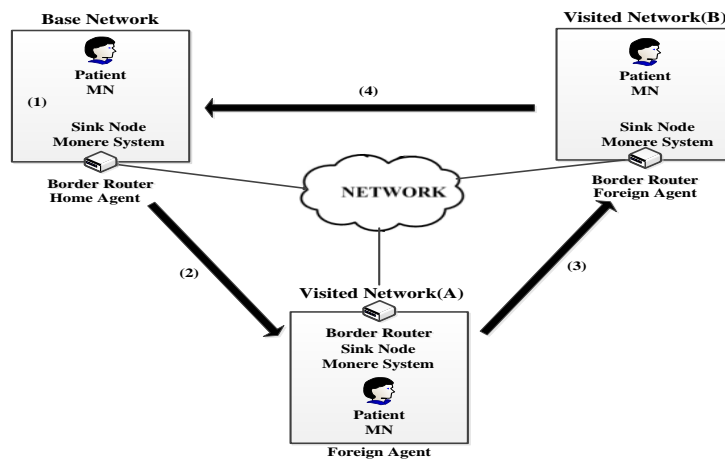 Base Network
Patient
MN
(1)
Sink Node
Monere System
Border Router
Home Agent
Visited Network(B)
Patient
MN
Sink Node
Monere System
Border Router
Foreign Agent
(4)
NETWORK
(2)
(3)
Visited Network(A)
Border Router
Sink Node
Monere System
Patient
MN
Foreign Agent